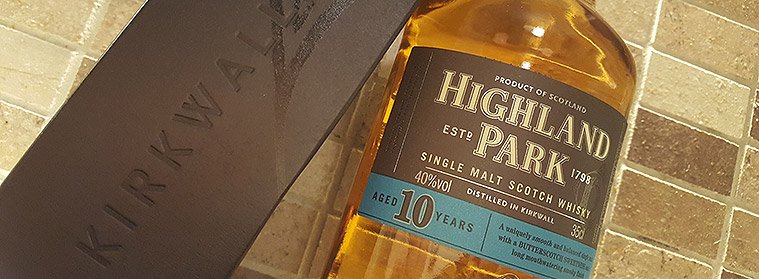 KIRKWALL
PRODUCT OF SCOTLAND
HIGHLAND
ESTD PARK 1798
SINGLE MALT SCOTCH WHISKY
40%vol DISTILLED IN KIRKWALL 35cl
AGED 10 YEARS
A uniquely smooth and balanced
with a BUTTERSCOTCH
long mouthwatering